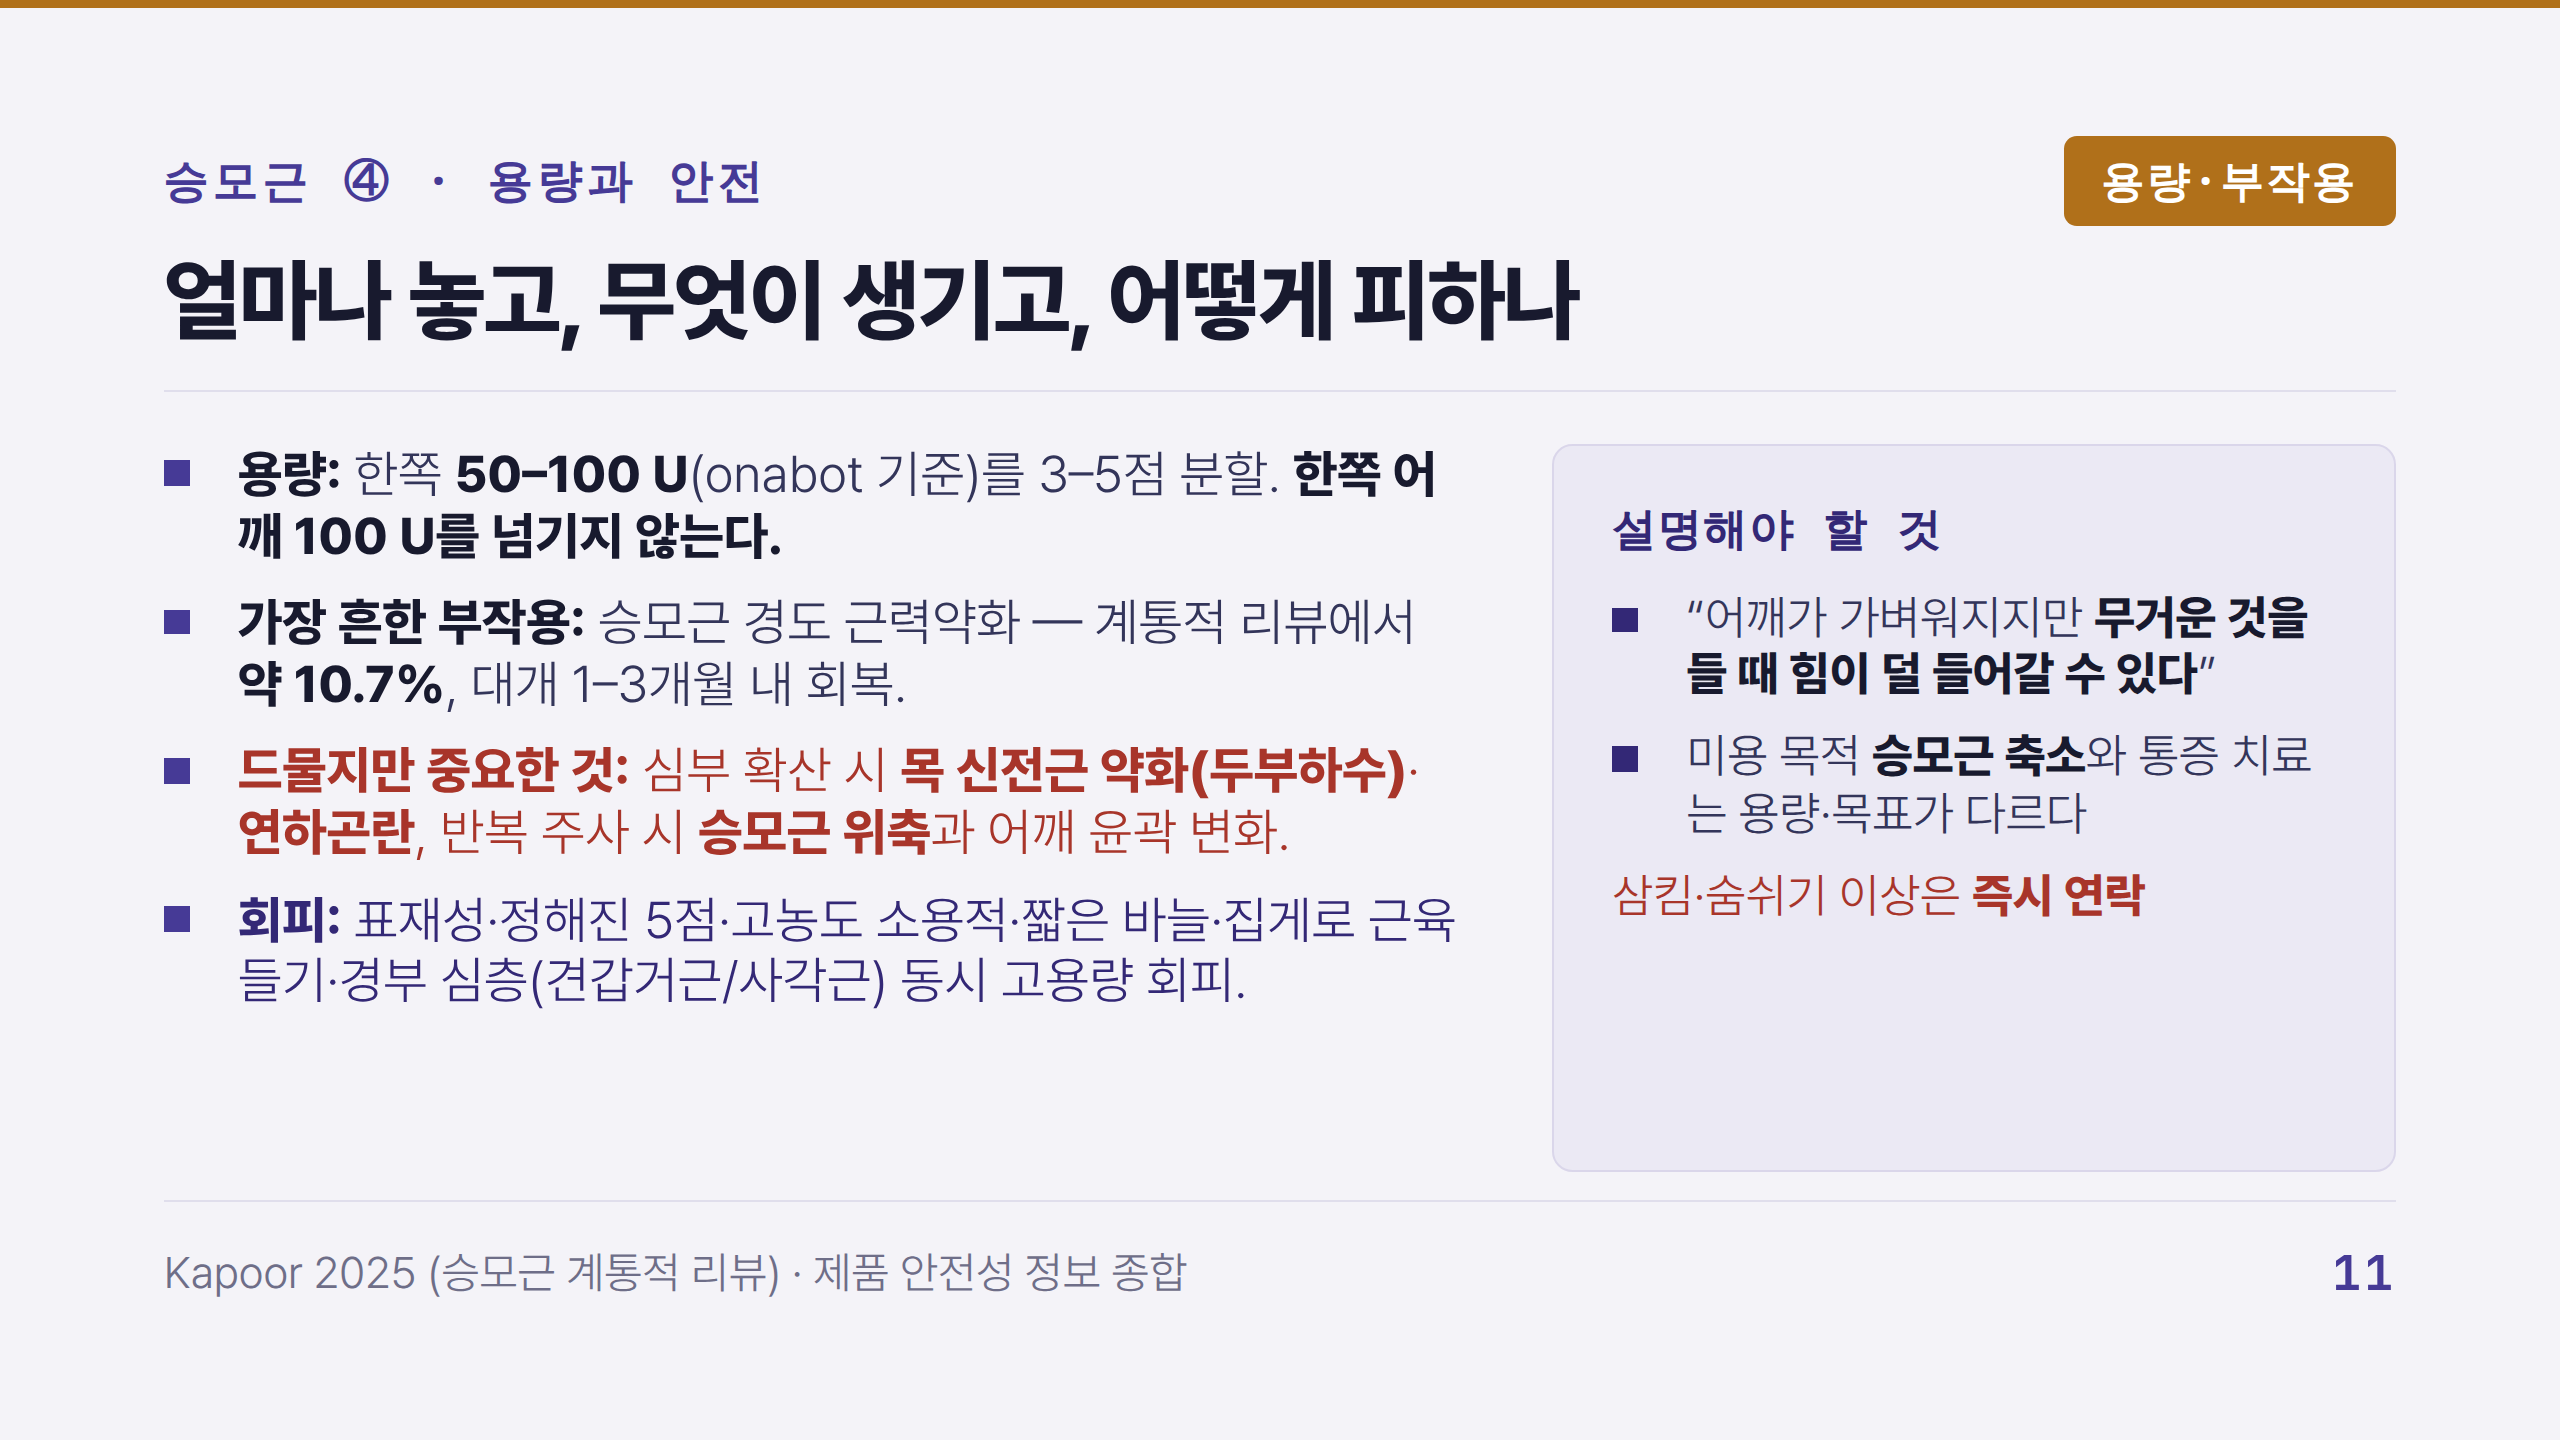 승모근 ④ · 용량과 안전
용량·부작용
얼마나 놓고, 무엇이 생기고, 어떻게 피하나
용량: 한쪽 50–100 U(onabot 기준)를 3–5점 분할. 한쪽 어
깨 100 U를 넘기지 않는다.
가장 흔한 부작용: 승모근 경도 근력약화 — 계통적 리뷰에서
약 10.7%, 대개 1–3개월 내 회복.
드물지만 중요한 것: 심부 확산 시 목 신전근 약화(두부하수)·
연하곤란, 반복 주사 시 승모근 위축과 어깨 윤곽 변화.
회피: 표재성·정해진 5점·고농도 소용적·짧은 바늘·집게로 근육
들기·경부 심층(견갑거근/사각근) 동시 고용량 회피.
설명해야 할 것
“어깨가 가벼워지지만 무거운 것을
들 때 힘이 덜 들어갈 수 있다”
미용 목적 승모근 축소와 통증 치료
는 용량·목표가 다르다
삼킴·숨쉬기 이상은 즉시 연락
Kapoor 2025 (승모근 계통적 리뷰) · 제품 안전성 정보 종합
11